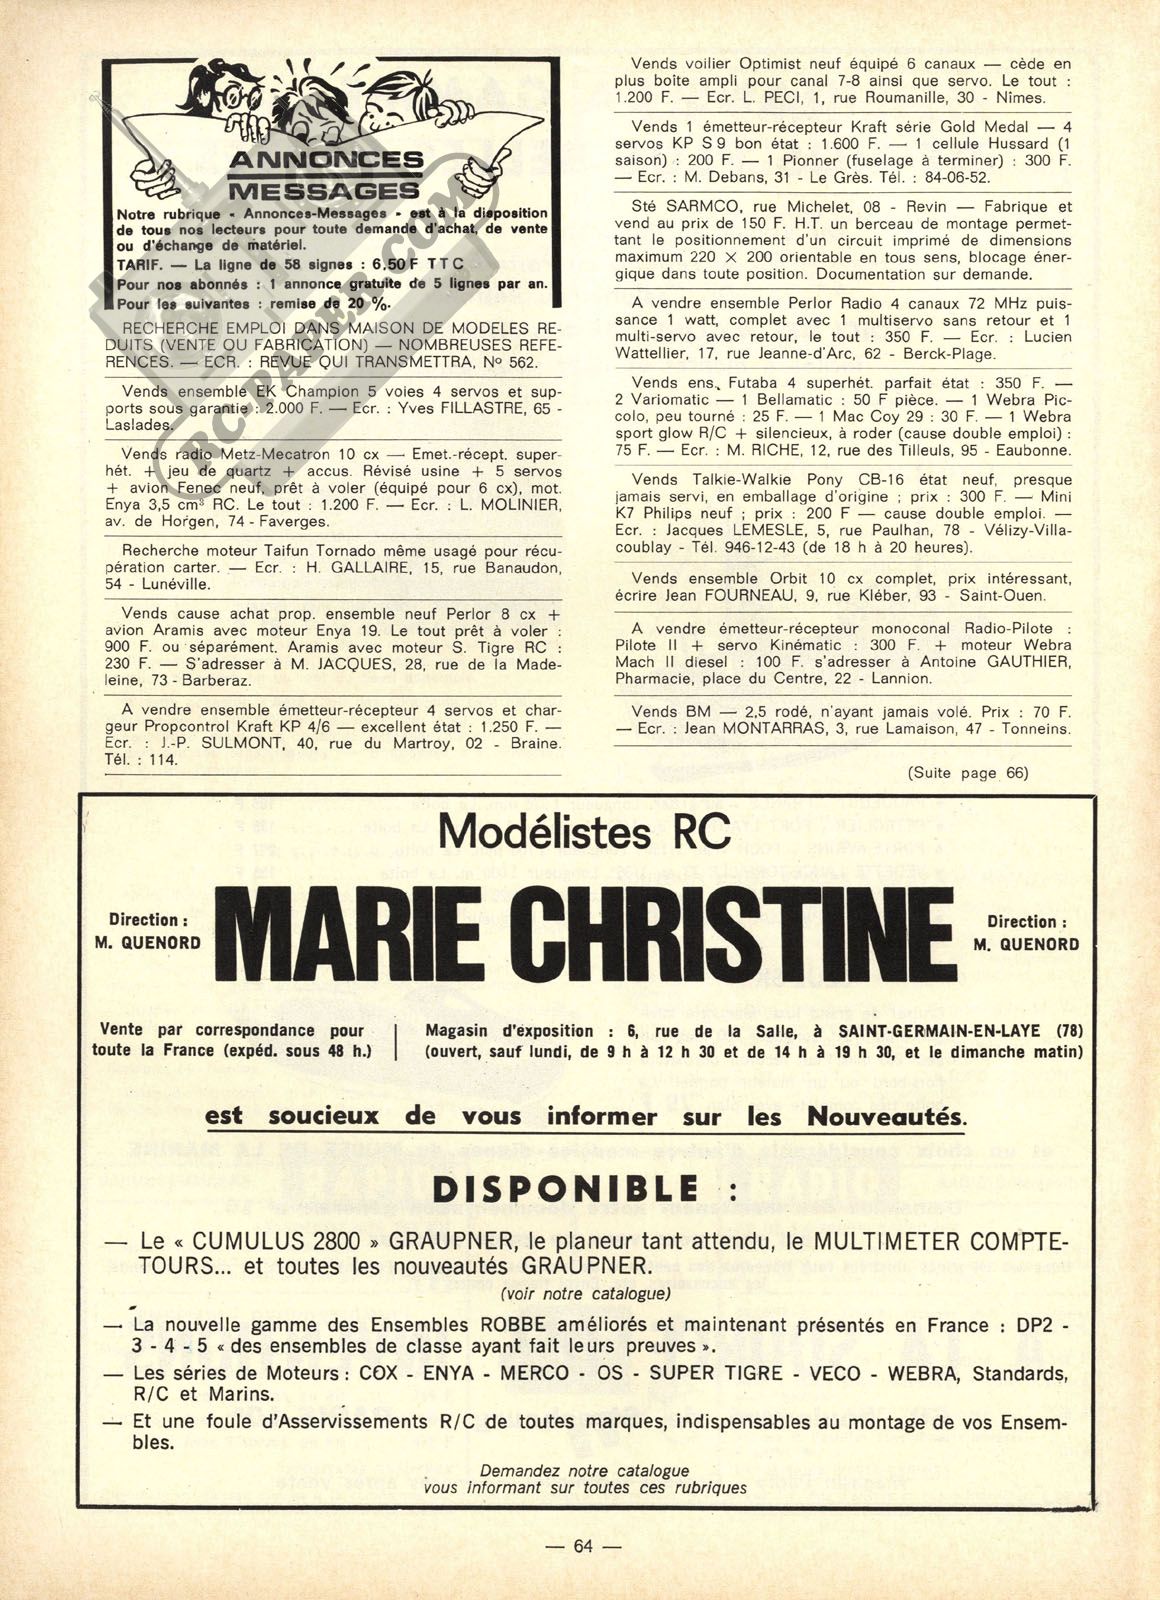 ANNONCES
MESSAGES
Notre rubrique « Annonces-Messages » est à la disposition
de tous nos lecteurs pour toute demande d'achat, de vente
ou d'échange de matériel.
TARIF. — La ligne de 58 signes : 6,50 F TTC
Pour nos abonnés : 1 annonce gratuite de 5 lignes par an.
Pour les suivantes : remise de 20 %.
RECHERCHE EMPLOI DANS MAISON DE MODELES RE-
DUITS (VENTE OU FABRICATION) — NOMBREUSES REFE-
RENCES. — ECR. : REVUE QUI TRANSMETTRA, Nº 562.
Vends ensemble EK Champion 5 voies 4 servos et sup-
ports sous garantie : 2.000 F. — Ecr. : Yves FILLASTRE, 65 -
Laslades.
Vends radio Metz-Mecatron 10 cx — Emet.-récept. super-
hét. + jeu de quartz + accus. Révisé usine + 5 servos
+ avion Fenec neuf, prêt à voler (équipé pour 6 cx), mot.
Enya 3,5 cm³ RC. Le tout : 1.200 F. — Ecr. : L. MOLINIER,
av. de Horgen, 74 - Faverges.
Recherche moteur Taifun Tornado même usagé pour récu-
pération carter. — Ecr. : H. GALLAIRE, 15, rue Banaudon,
54 - Lunéville.
Vends cause achat prop. ensemble neuf Perlor 8 cx +
avion Aramis avec moteur Enya 19. Le tout prêt à voler :
900 F. ou séparément. Aramis avec moteur S. Tigre RC :
230 F. — S'adresser à M. JACQUES, 28, rue de la Made-
leine, 73 - Barberaz.
A vendre ensemble émetteur-récepteur 4 servos et char-
geur Propcontrol Kraft KP 4/6 — excellent état : 1.250 F. —
Ecr. : J.-P. SULMONT, 40, rue du Martroy, 02 - Braine.
Tél. : 114.
Vends voilier Optimist neuf équipé 6 canaux — cède en
plus boîte ampli pour canal 7-8 ainsi que servo. Le tout :
1.200 F. — Ecr. L. PECI, 1, rue Roumanille, 30 - Nîmes.
Vends 1 émetteur-récepteur Kraft série Gold Medal — 4
servos KP S 9 bon état : 1.600 F. — 1 cellule Hussard (1
saison) : 200 F. — 1 Pionner (fuselage à terminer) : 300 F.
— Ecr. : M. Debans, 31 - Le Grès. Tél. : 84-06-52.
Sté SARMCO, rue Michelet, 08 - Revin — Fabrique et
vend au prix de 150 F. H.T. un berceau de montage permet-
tant le positionnement d'un circuit imprimé de dimensions
maximum 220 × 200 orientable en tous sens, blocage éner-
gique dans toute position. Documentation sur demande.
A vendre ensemble Perlor Radio 4 canaux 72 MHz puis-
sance 1 watt, complet avec 1 multiservo sans retour et 1
multi-servo avec retour, le tout : 350 F. — Ecr. : Lucien
Wattellier, 17, rue Jeanne-d'Arc, 62 - Berck-Plage.
Vends ens. Futaba 4 superhét. parfait état : 350 F. —
2 Variomatic — 1 Bellamatic : 50 F pièce. — 1 Webra Pic-
colo, peu tourné : 25 F. — 1 Mac Coy 29 : 30 F. — 1 Webra
sport glow R/C + silencieux, à roder (cause double emploi) :
75 F. — Ecr. : M. RICHE, 12, rue des Tilleuls, 95 - Eaubonne.
Vends Talkie-Walkie Pony CB-16 état neuf, presque
jamais servi, en emballage d'origine ; prix : 300 F. — Mini
K7 Philips neuf ; prix : 200 F — cause double emploi. —
Ecr. : Jacques LEMESLE, 5, rue Paulhan, 78 - Vélizy-Villa-
coublay - Tél. 946-12-43 (de 18 h à 20 heures).
Vends ensemble Orbit 10 cx complet, prix intéressant,
écrire Jean FOURNEAU, 9, rue Kléber, 93 - Saint-Ouen.
A vendre émetteur-récepteur monoconal Radio-Pilote :
Pilote II + servo Kinématic : 300 F. + moteur Webra
Mach II diesel : 100 F. s'adresser à Antoine GAUTHIER,
Pharmacie, place du Centre, 22 - Lannion.
Vends BM — 2,5 rodé, n'ayant jamais volé. Prix : 70 F.
— Ecr. : Jean MONTARRAS, 3, rue Lamaison, 47 - Tonneins.
(Suite page 66)
RC-PAPER.COM
Modélistes RC
Direction :
M. QUENORD
MARIE CHRISTINE
Direction :
M. QUENORD
Vente par correspondance pour
toute la France (expéd. sous 48 h.)
Magasin d'exposition : 6, rue de la Salle, à SAINT-GERMAIN-EN-LAYE (78)
(ouvert, sauf lundi, de 9 h à 12 h 30 et de 14 h à 19 h 30, et le dimanche matin)
est soucieux de vous informer sur les Nouveautés.
DISPONIBLE :
— Le « CUMULUS 2800 » GRAUPNER, le planeur tant attendu, le MULTIMETER COMPTE-
TOURS... et toutes les nouveautés GRAUPNER.
(voir notre catalogue)
— La nouvelle gamme des Ensembles ROBBE améliorés et maintenant présentés en France : DP2 -
3 - 4 - 5 « des ensembles de classe ayant fait leurs preuves ».
— Les séries de Moteurs : COX - ENYA - MERCO - OS - SUPER TIGRE - VECO - WEBRA, Standards,
R/C et Marins.
— Et une foule d'Asservissements R/C de toutes marques, indispensables au montage de vos Ensem-
bles.
Demandez notre catalogue
vous informant sur toutes ces rubriques
— 64 —